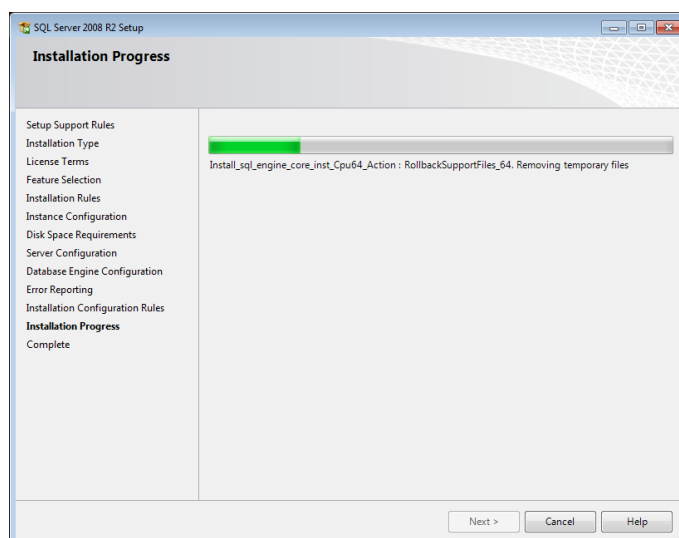 SQL Server 2008 R2 Setup
Installation Progress
Setup Support Rules
Installation Type
License Terms
Feature Selection
Installation Rules
Instance Configuration
Disk Space Requirements
Server Configuration
Database Engine Configuration
Error Reporting
Installation Configuration Rules
Installation Progress
Complete
Install_sql_engine_core_inst_Cpu64_Action : RollbackSupportFiles_64. Removing temporary files
Next >
Cancel
Help